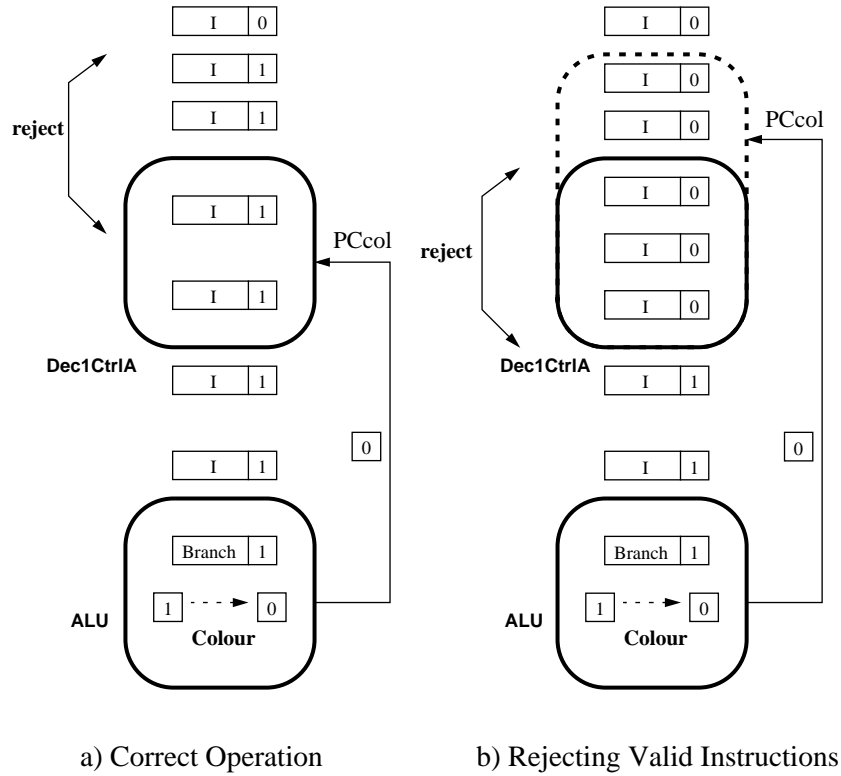 I 0
I 1
I 1
reject
I 1
PCcol
I 1
Dec1CtrlA
I 1
0
I 1
Branch 1
1 0
ALU
Colour
a) Correct Operation
I 0
I 0
I 0
PCcol
I 0
reject
I 0
I 0
Dec1CtrlA
I 1
0
I 1
Branch 1
1 0
ALU
Colour
b) Rejecting Valid Instructions